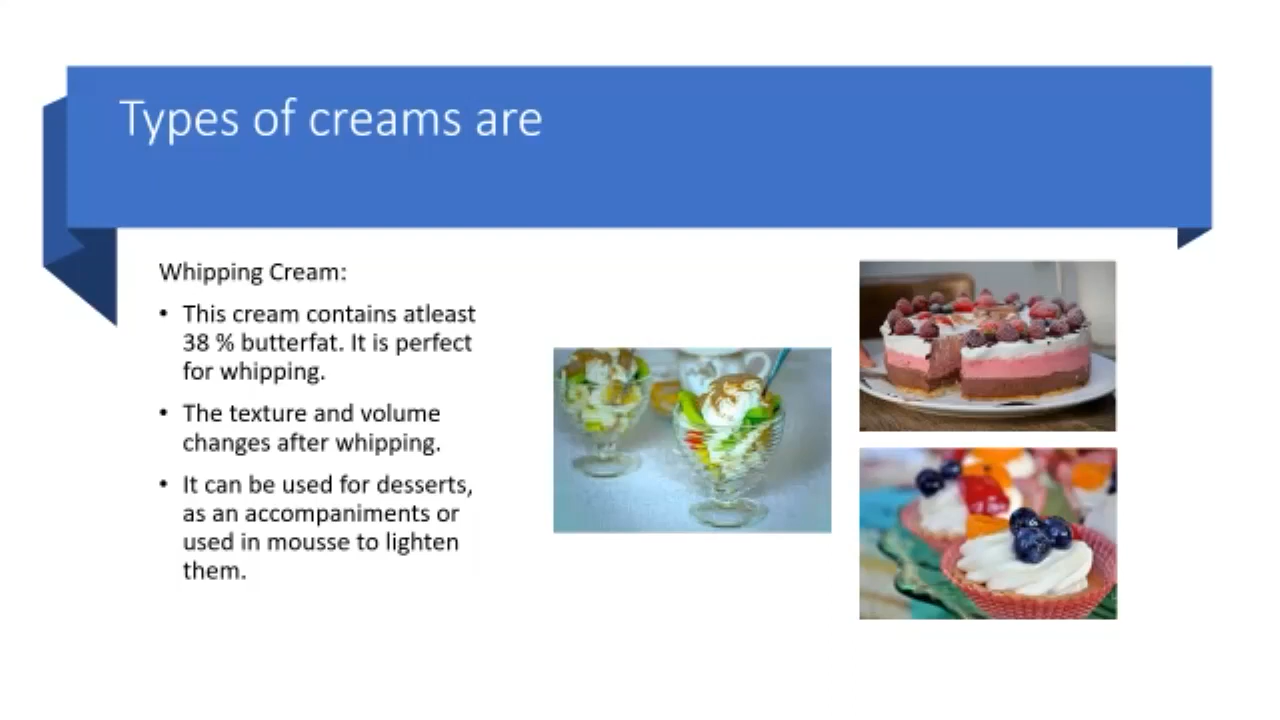 Types of creams are
Whipping Cream:
• This cream contains atleast
38 % butterfat. It is perfect
for whipping.
• The texture and volume
changes after whipping.
• It can be used for desserts,
as an accompaniments or
used in mousse to lighten
them.